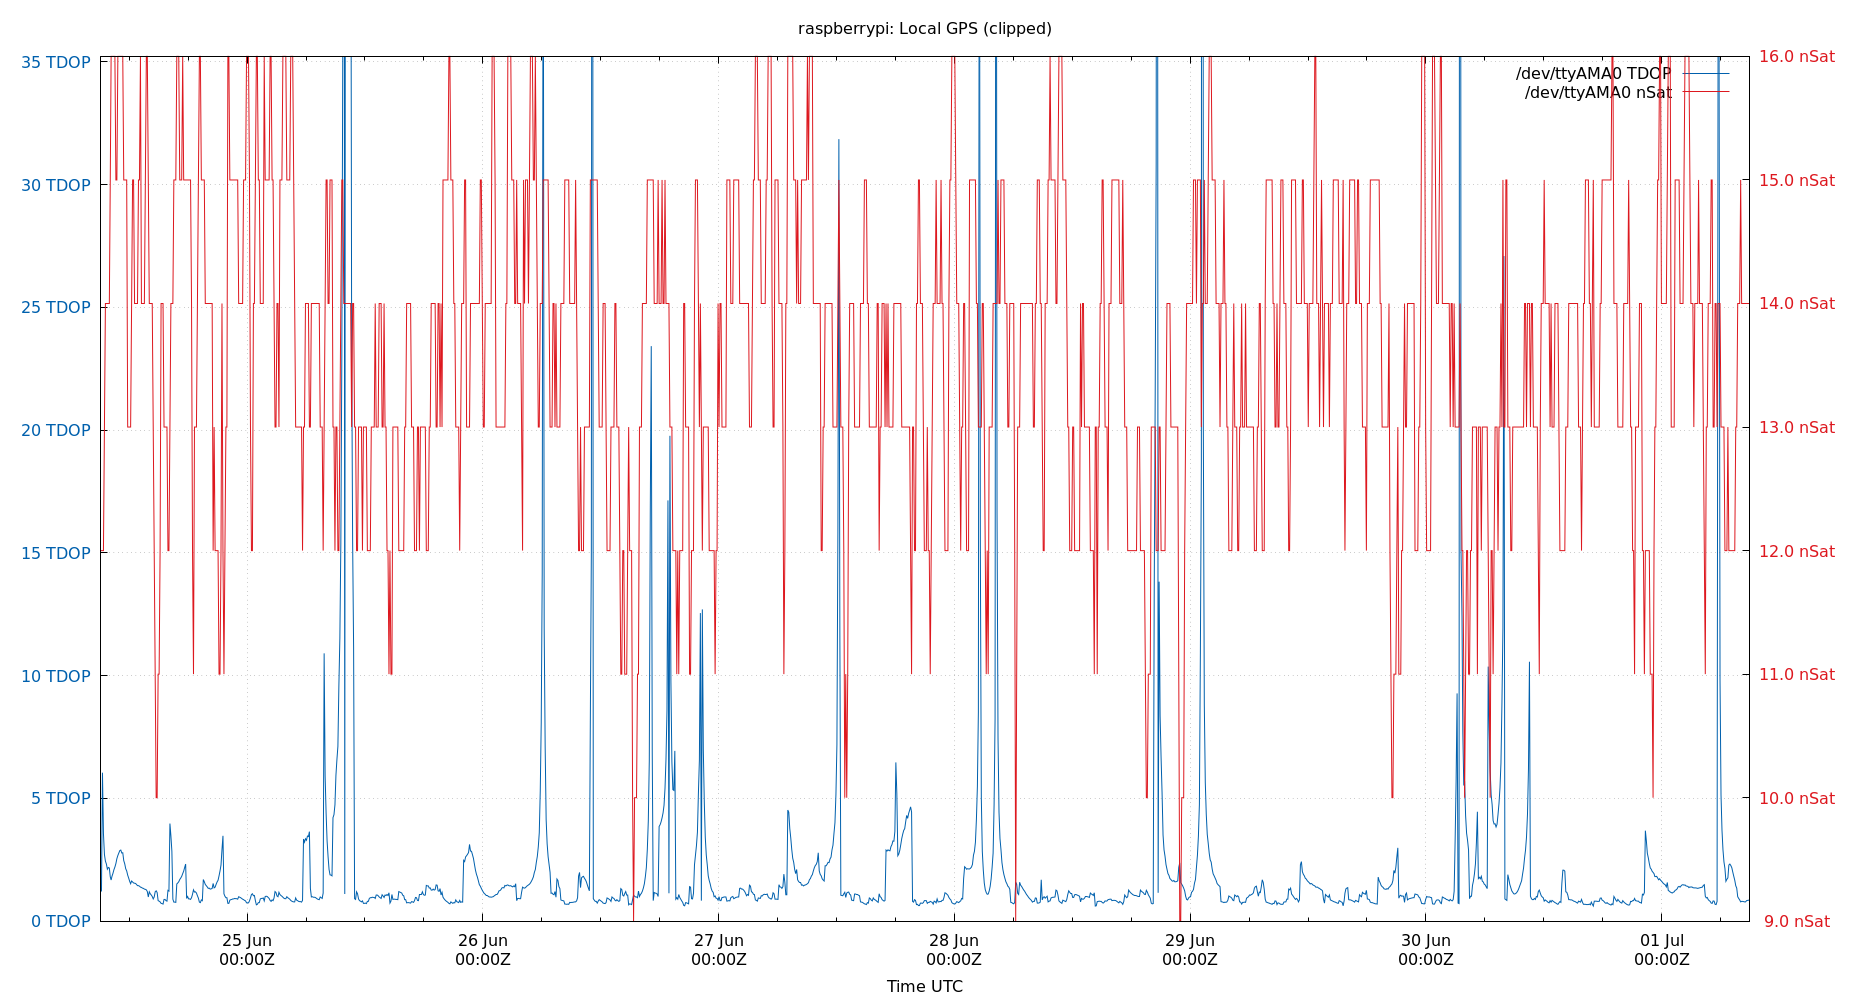 raspberrypi: Local GPS (clipped)
35 TDOP
30 TDOP
25 TDOP
20 TDOP
15 TDOP
10 TDOP
5 TDOP
0 TDOP
16.0 nSat
15.0 nSat
14.0 nSat
13.0 nSat
12.0 nSat
11.0 nSat
10.0 nSat
9.0 nSat
/dev/ttyAMA0 TDOP
/dev/ttyAMA0 nSat
25 Jun
00:00Z
26 Jun
00:00Z
27 Jun
00:00Z
28 Jun
00:00Z
29 Jun
00:00Z
30 Jun
00:00Z
01 Jul
00:00Z
Time UTC